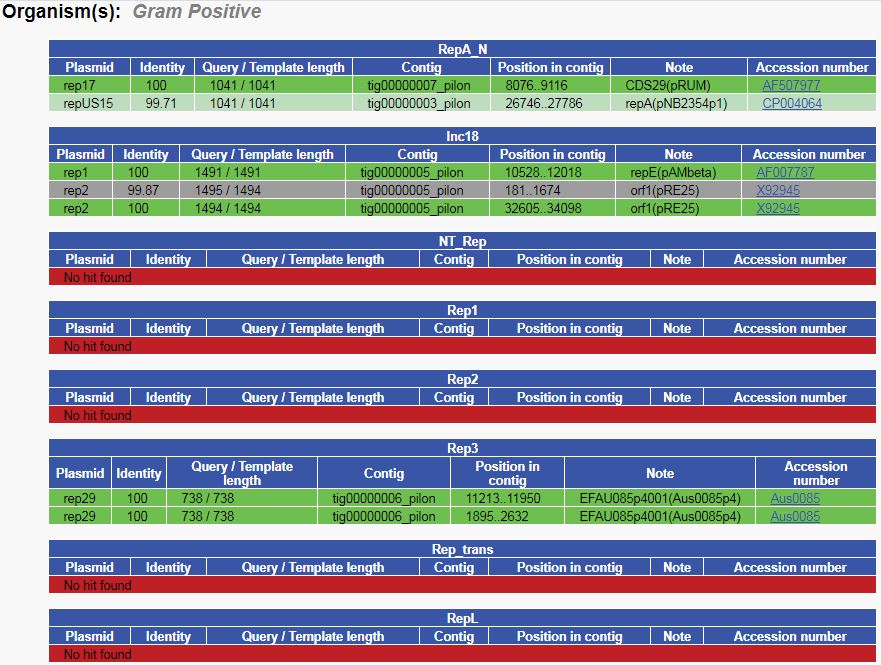 Organism(s): Gram Positive
RepA_N
Plasmid Identity Query / Template length Contig Position in contig Note Accession number
rep17 100 1041 / 1041 tig00000007_pilon 8076..9116 CDS29(pRUM) AF507977
repUS15 99.71 1041 / 1041 tig00000003_pilon 26746..27786 repA(pNB2354p1) CP004064
Inc18
Plasmid Identity Query / Template length Contig Position in contig Note Accession number
rep1 100 1491 / 1491 tig00000005_pilon 10528..12018 repE(pAMbeta) AF007787
rep2 99.87 1495 / 1494 tig00000005_pilon 181..1674 orf1(pRE25) X92945
rep2 100 1494 / 1494 tig00000005_pilon 32605..34098 orf1(pRE25) X92945
NT_Rep
Plasmid Identity Query / Template length Contig Position in contig Note Accession number
No hit found
Rep1
Plasmid Identity Query / Template length Contig Position in contig Note Accession number
No hit found
Rep2
Plasmid Identity Query / Template length Contig Position in contig Note Accession number
No hit found
Rep3
Plasmid Identity Query / Template length Contig Position in contig Note Accession number
rep29 100 738 / 738 tig00000006_pilon 11213..11950 EFAU085p4001(Aus0085p4) Aus0085
rep29 100 738 / 738 tig00000006_pilon 1895..2632 EFAU085p4001(Aus0085p4) Aus0085
Rep_trans
Plasmid Identity Query / Template length Contig Position in contig Note Accession number
No hit found
RepL
Plasmid Identity Query / Template length Contig Position in contig Note Accession number
No hit found